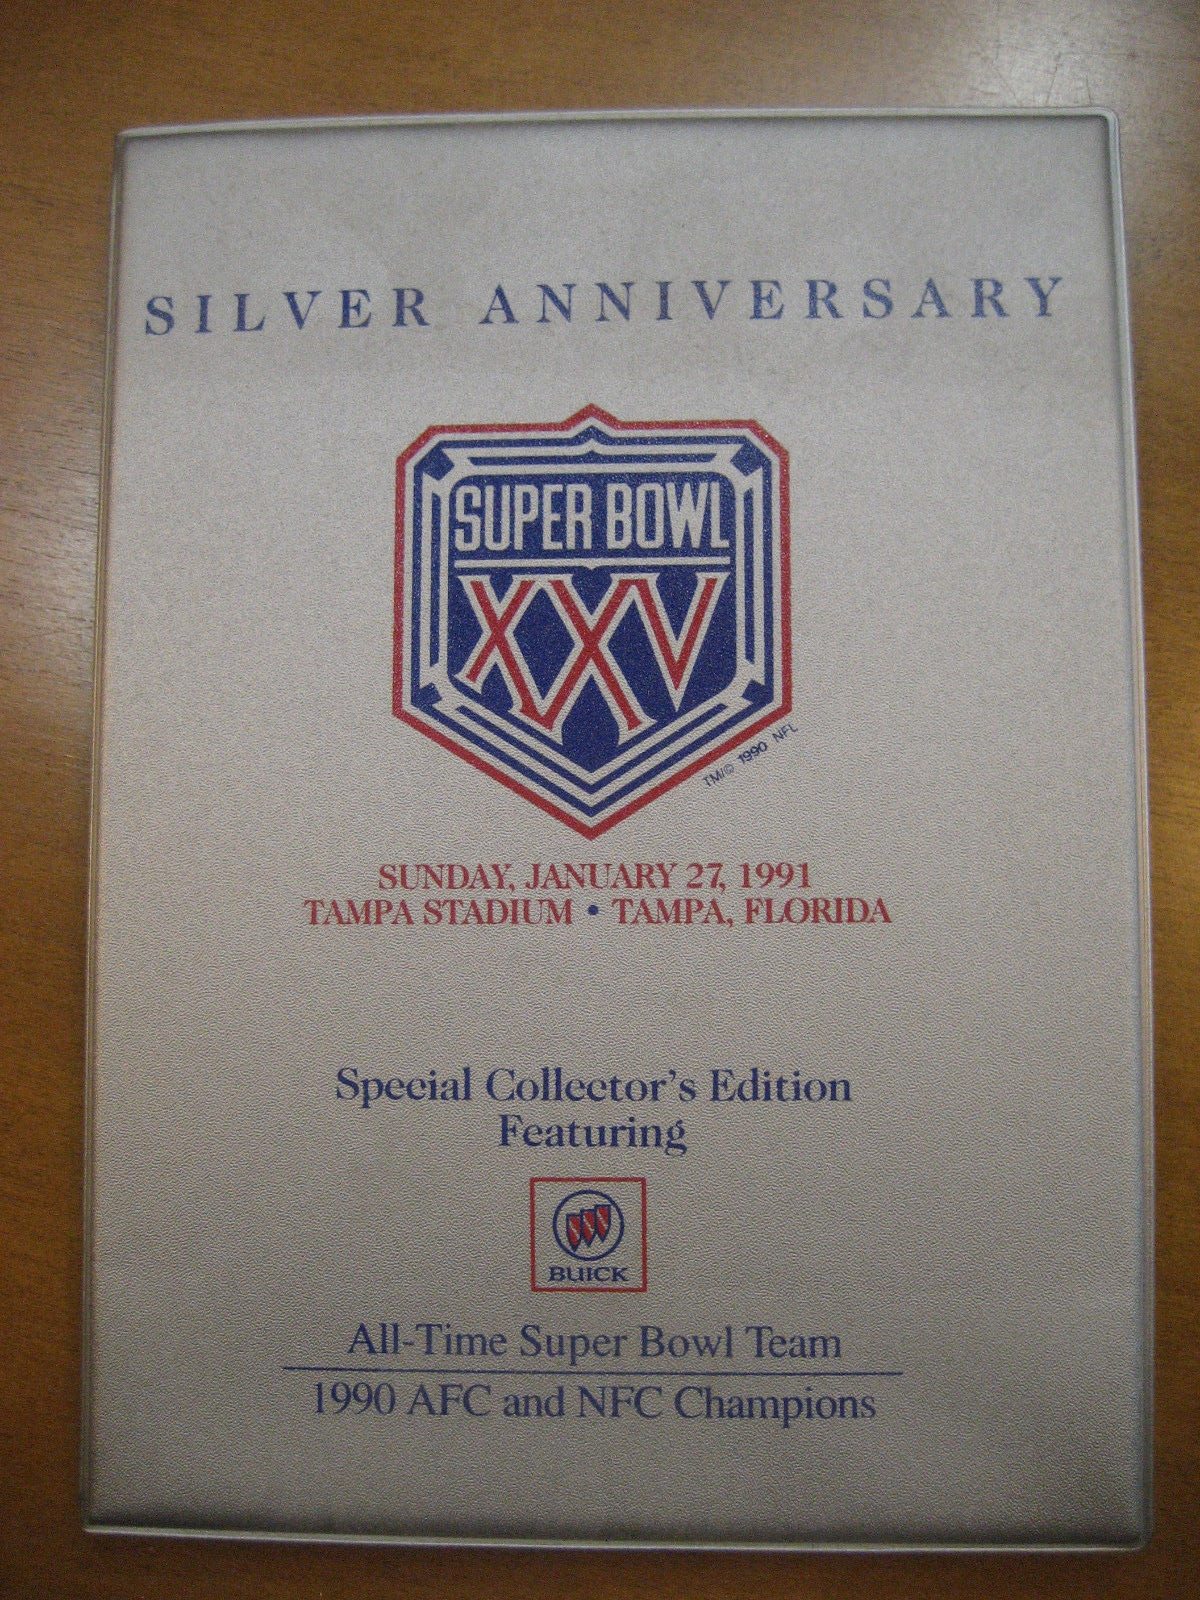 SILVER ANNIVERSARY
SUPER BOWL
XXV
TM/© 1990 NFL
SUNDAY, JANUARY 27, 1991
TAMPA STADIUM • TAMPA, FLORIDA
Special Collector's Edition
Featuring
BUICK
All-Time Super Bowl Team
1990 AFC and NFC Champions